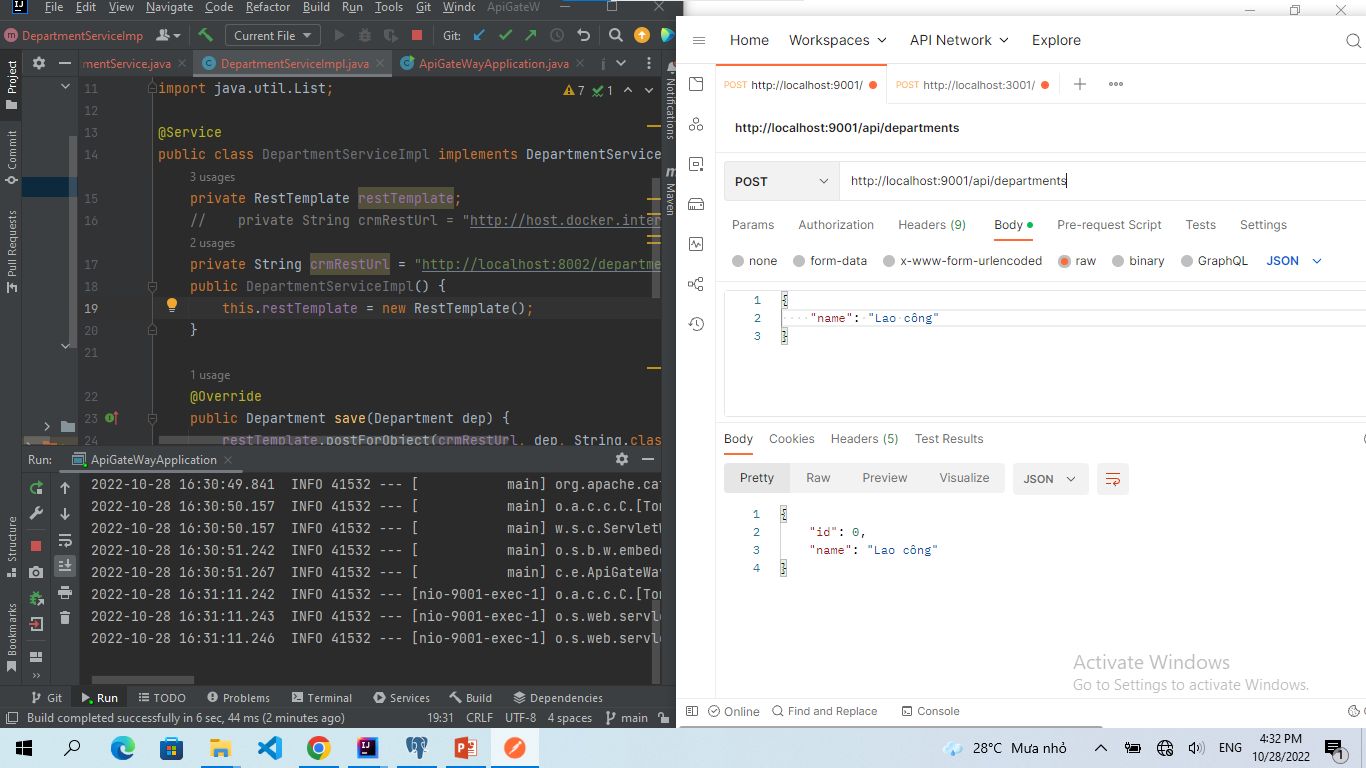 File Edit View Navigate Code Refactor Build Run Tools Git Windc ApiGateW
DepartmentServiceImp Current File Git:
Project
Commit
Pull Requests
Structure
Bookmarks
mentService.java DepartmentServiceImpl.java ApiGateWayApplication.java
7 1
Notifications
Maven
11 import java.util.List;
12
13 @Service
14 public class DepartmentServiceImpl implements DepartmentService
3 usages
15 private RestTemplate restTemplate;
16 // private String crmRestUrl = "http://host.docker.inter
2 usages
17 private String crmRestUrl = "http://localhost:8002/departme
18 public DepartmentServiceImpl() {
19 this.restTemplate = new RestTemplate();
20 }
21
1 usage
22 @Override
23 public Department save(Department dep) {
24 restTemplate.postForObject(crmRestUrl, dep, String.clas
Run: ApiGateWayApplication
2022-10-28 16:30:49.841 INFO 41532 --- [ main] org.apache.cat
2022-10-28 16:30:50.157 INFO 41532 --- [ main] o.a.c.c.C.[Tom
2022-10-28 16:30:50.157 INFO 41532 --- [ main] w.s.c.ServletW
2022-10-28 16:30:51.242 INFO 41532 --- [ main] o.s.b.w.embedd
2022-10-28 16:30:51.267 INFO 41532 --- [ main] c.e.ApiGateWay
2022-10-28 16:31:11.242 INFO 41532 --- [nio-9001-exec-1] o.a.c.c.C.[Tom
2022-10-28 16:31:11.243 INFO 41532 --- [nio-9001-exec-1] o.s.web.servle
2022-10-28 16:31:11.246 INFO 41532 --- [nio-9001-exec-1] o.s.web.servle
Git Run TODO Problems Terminal Services Build Dependencies
Build completed successfully in 6 sec, 44 ms (2 minutes ago) 19:31 CRLF UTF-8 4 spaces main
Home Workspaces API Network Explore
POST http://localhost:9001/ POST http://localhost:3001/
http://localhost:9001/api/departments
POST http://localhost:9001/api/departments
Params Authorization Headers (9) Body Pre-request Script Tests Settings
none form-data x-www-form-urlencoded raw binary GraphQL JSON
1 {
2 "name": "Lao công"
3 }
Body Cookies Headers (5) Test Results
Pretty Raw Preview Visualize JSON
1 {
2 "id": 0,
3 "name": "Lao công"
4 }
Activate Windows
Go to Settings to activate Windows.
Online Find and Replace Console
28°C Mưa nhỏ ENG 4:32 PM
10/28/2022
1